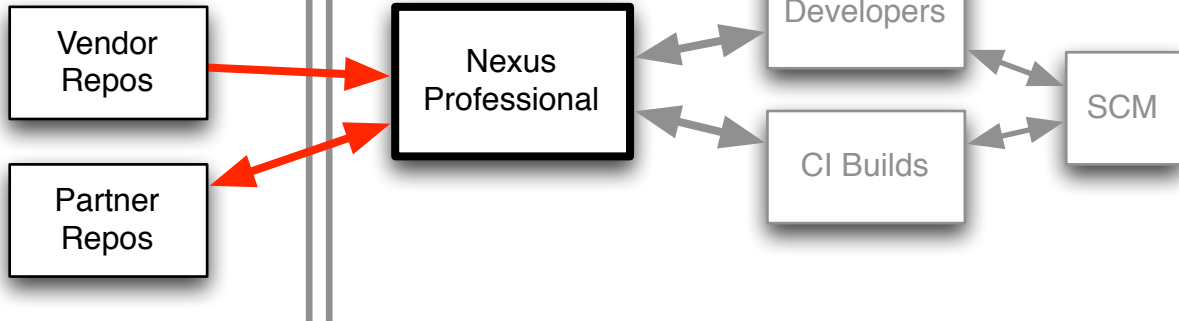 Vendor
Repos
Nexus
Professional
Developers
SCM
CI Builds
Partner
Repos